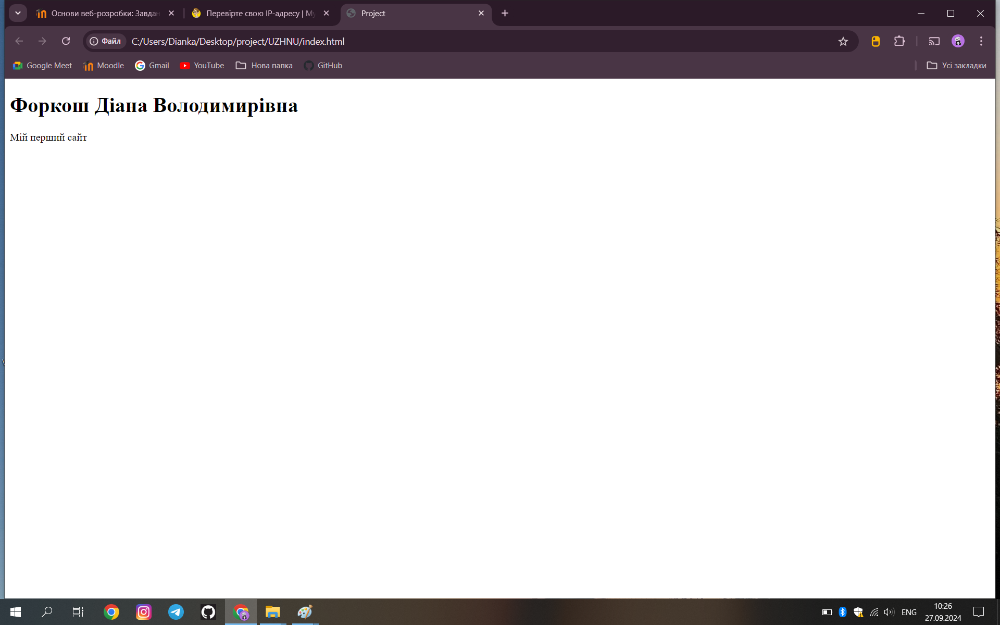 Основи веб-розробки: Завдан
Перевірте свою IP-адресу | Му
Project
Файл
C:/Users/Dianka/Desktop/project/UZHNU/index.html
Google Meet
Moodle
Gmail
YouTube
Нова папка
GitHub
Усі закладки
Форкош Діана Володимирівна
Мій перший сайт
ENG
10:26
27.09.2024